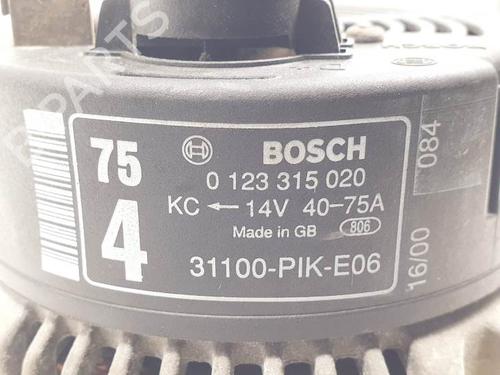 75
4
BOSCH
0 123 315 020
KC ← 14V 40-75A
Made in GB 806
31100-PIK-E06
084
16/00
PARTS